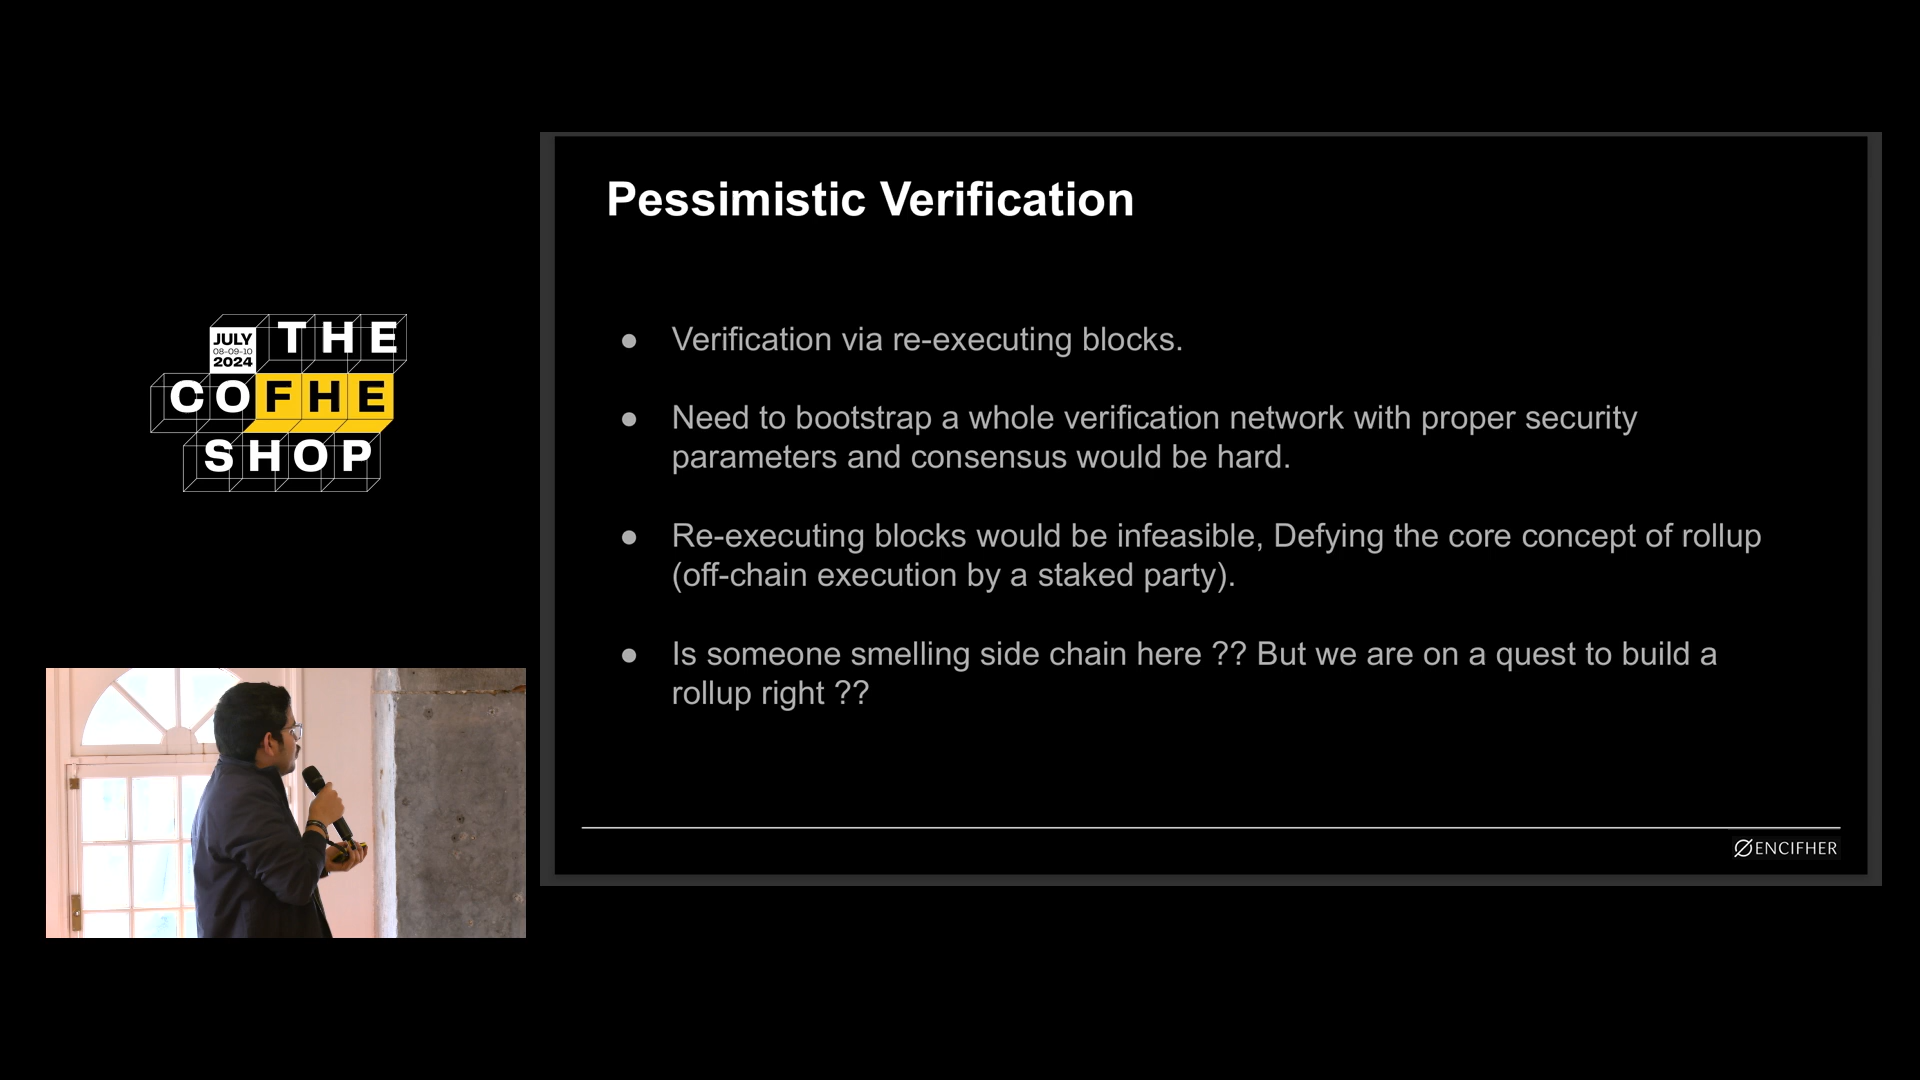 JULY
08-09-10
2024
THE
COFHE
SHOP
Pessimistic Verification
● Verification via re-executing blocks.
● Need to bootstrap a whole verification network with proper security
parameters and consensus would be hard.
● Re-executing blocks would be infeasible, Defying the core concept of rollup
(off-chain execution by a staked party).
● Is someone smelling side chain here ?? But we are on a quest to build a
rollup right ??
ENCIFHER